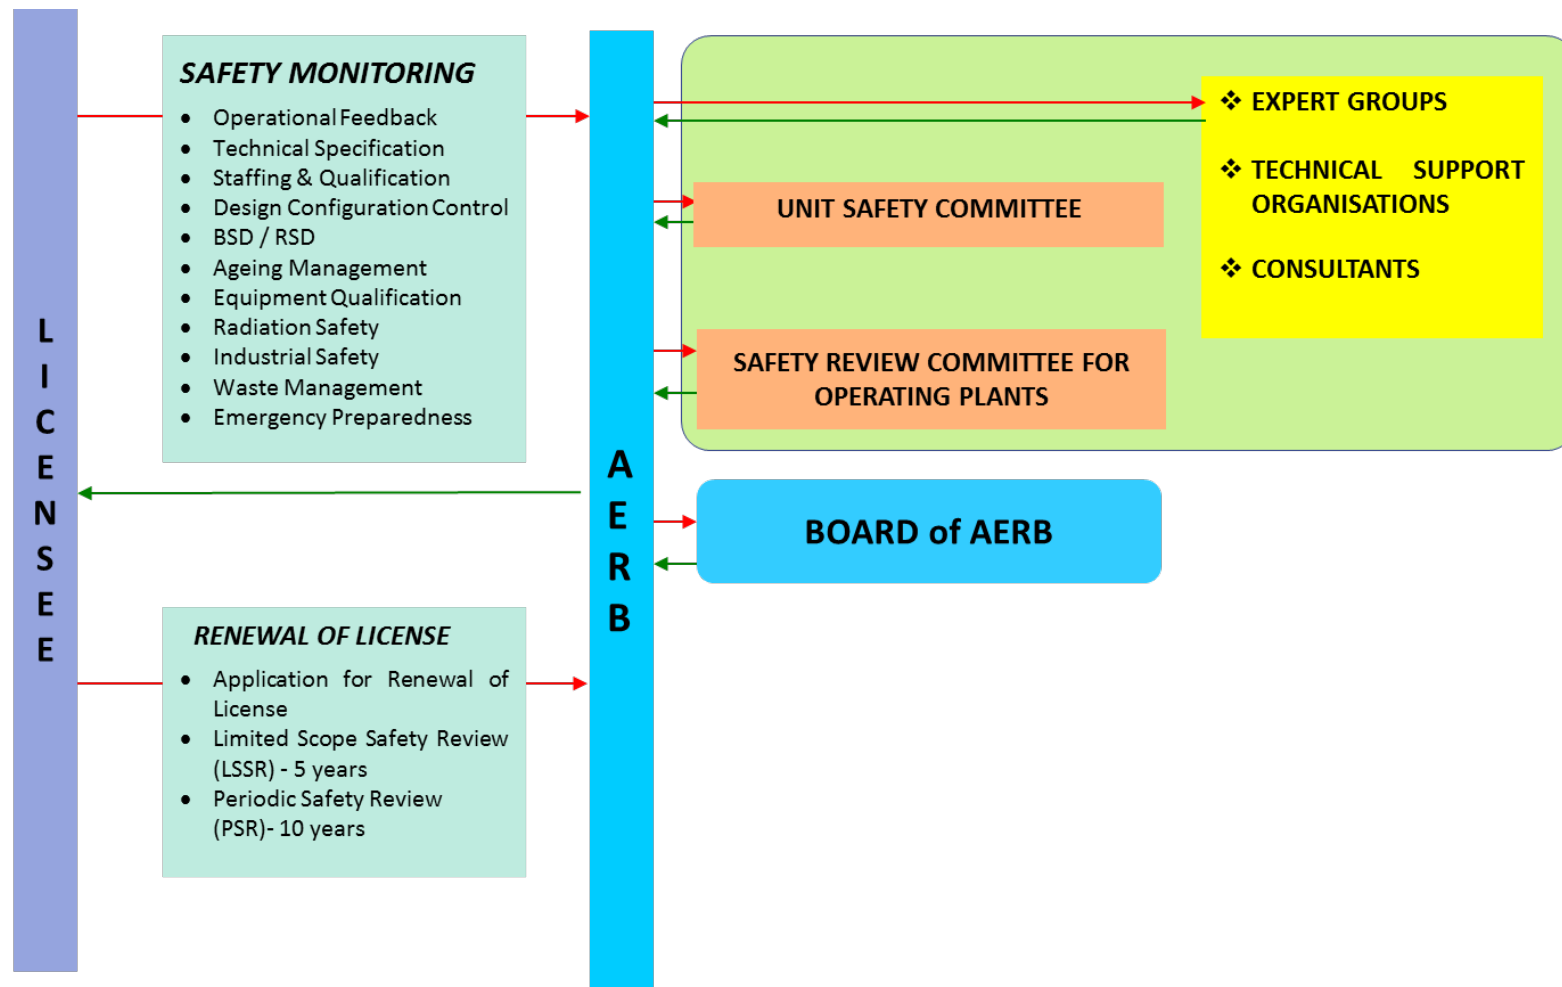 L
I
C
E
N
S
E
E
SAFETY MONITORING
• Operational Feedback
• Technical Specification
• Staffing & Qualification
• Design Configuration Control
• BSD / RSD
• Ageing Management
• Equipment Qualification
• Radiation Safety
• Industrial Safety
• Waste Management
• Emergency Preparedness
RENEWAL OF LICENSE
• Application for Renewal of
License
• Limited Scope Safety Review
(LSSR) - 5 years
• Periodic Safety Review
(PSR)- 10 years
A
E
R
B
❖ EXPERT GROUPS
❖ TECHNICAL SUPPORT
ORGANISATIONS
❖ CONSULTANTS
UNIT SAFETY COMMITTEE
SAFETY REVIEW COMMITTEE FOR
OPERATING PLANTS
BOARD of AERB